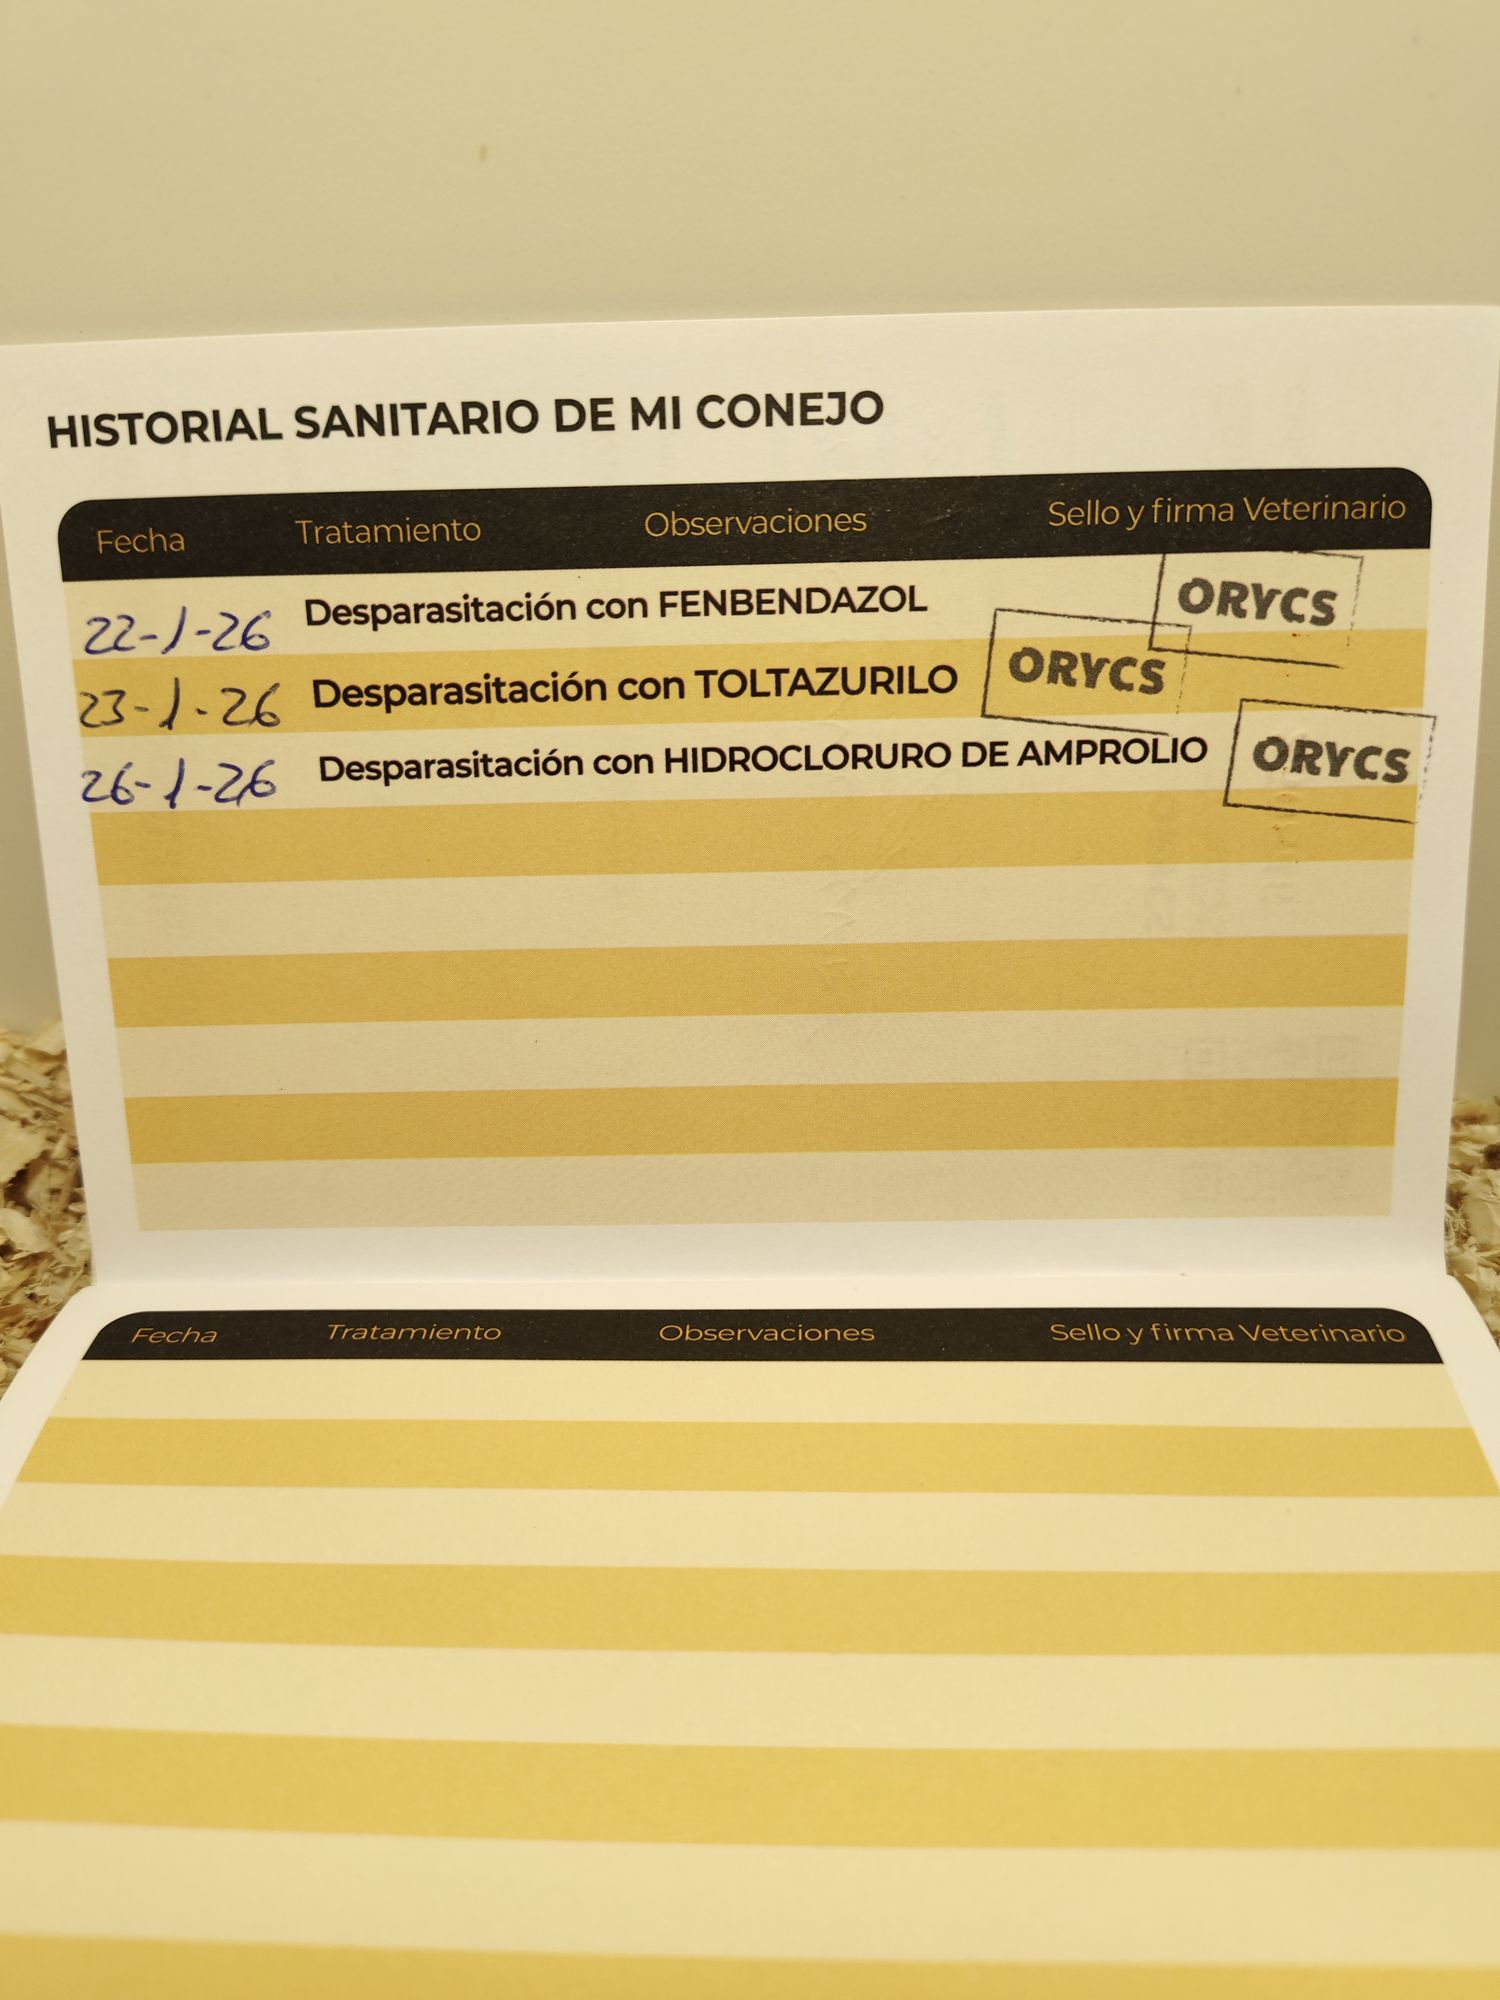 HISTORIAL SANITARIO DE MI CONEJO
Fecha Tratamiento Observaciones Sello y firma Veterinario
22-1-26 Desparasitación con FENBENDAZOL ORYCS
23-1-26 Desparasitación con TOLTAZURILO ORYCS
26-1-26 Desparasitación con HIDROCLORURO DE AMPROLIO ORYCS
Fecha Tratamiento Observaciones Sello y firma Veterinario